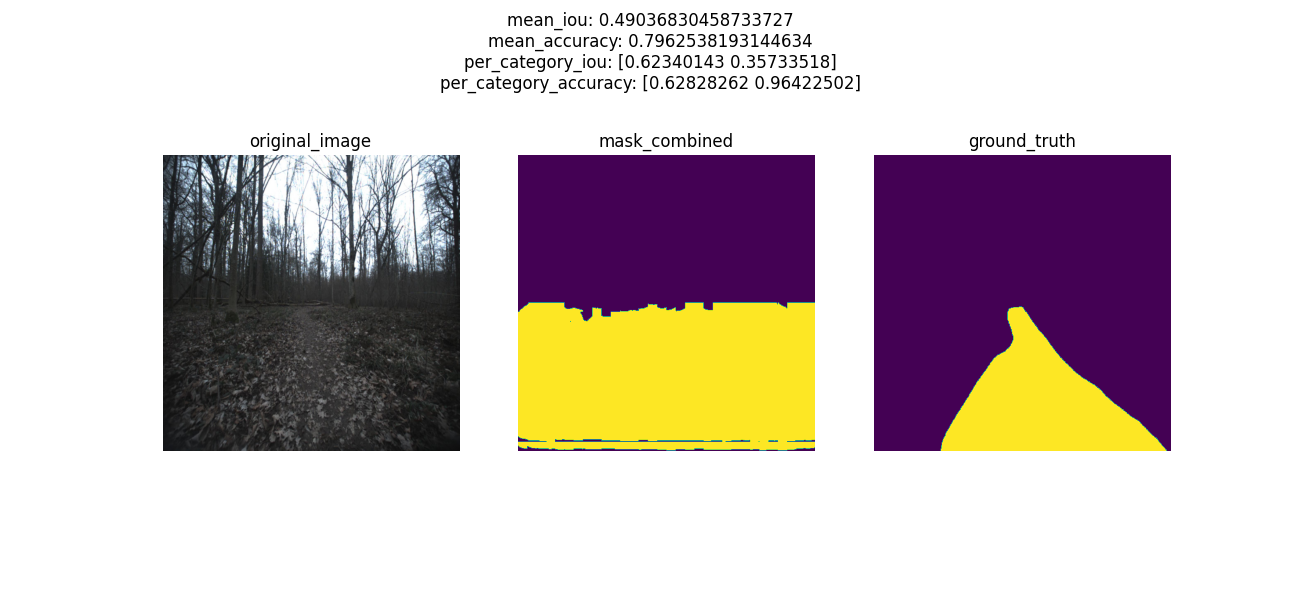 mean_iou: 0.49036830458733727
mean_accuracy: 0.7962538193144634
per_category_iou: [0.62340143 0.35733518]
per_category_accuracy: [0.62828262 0.96422502]
original_image
mask_combined
ground_truth